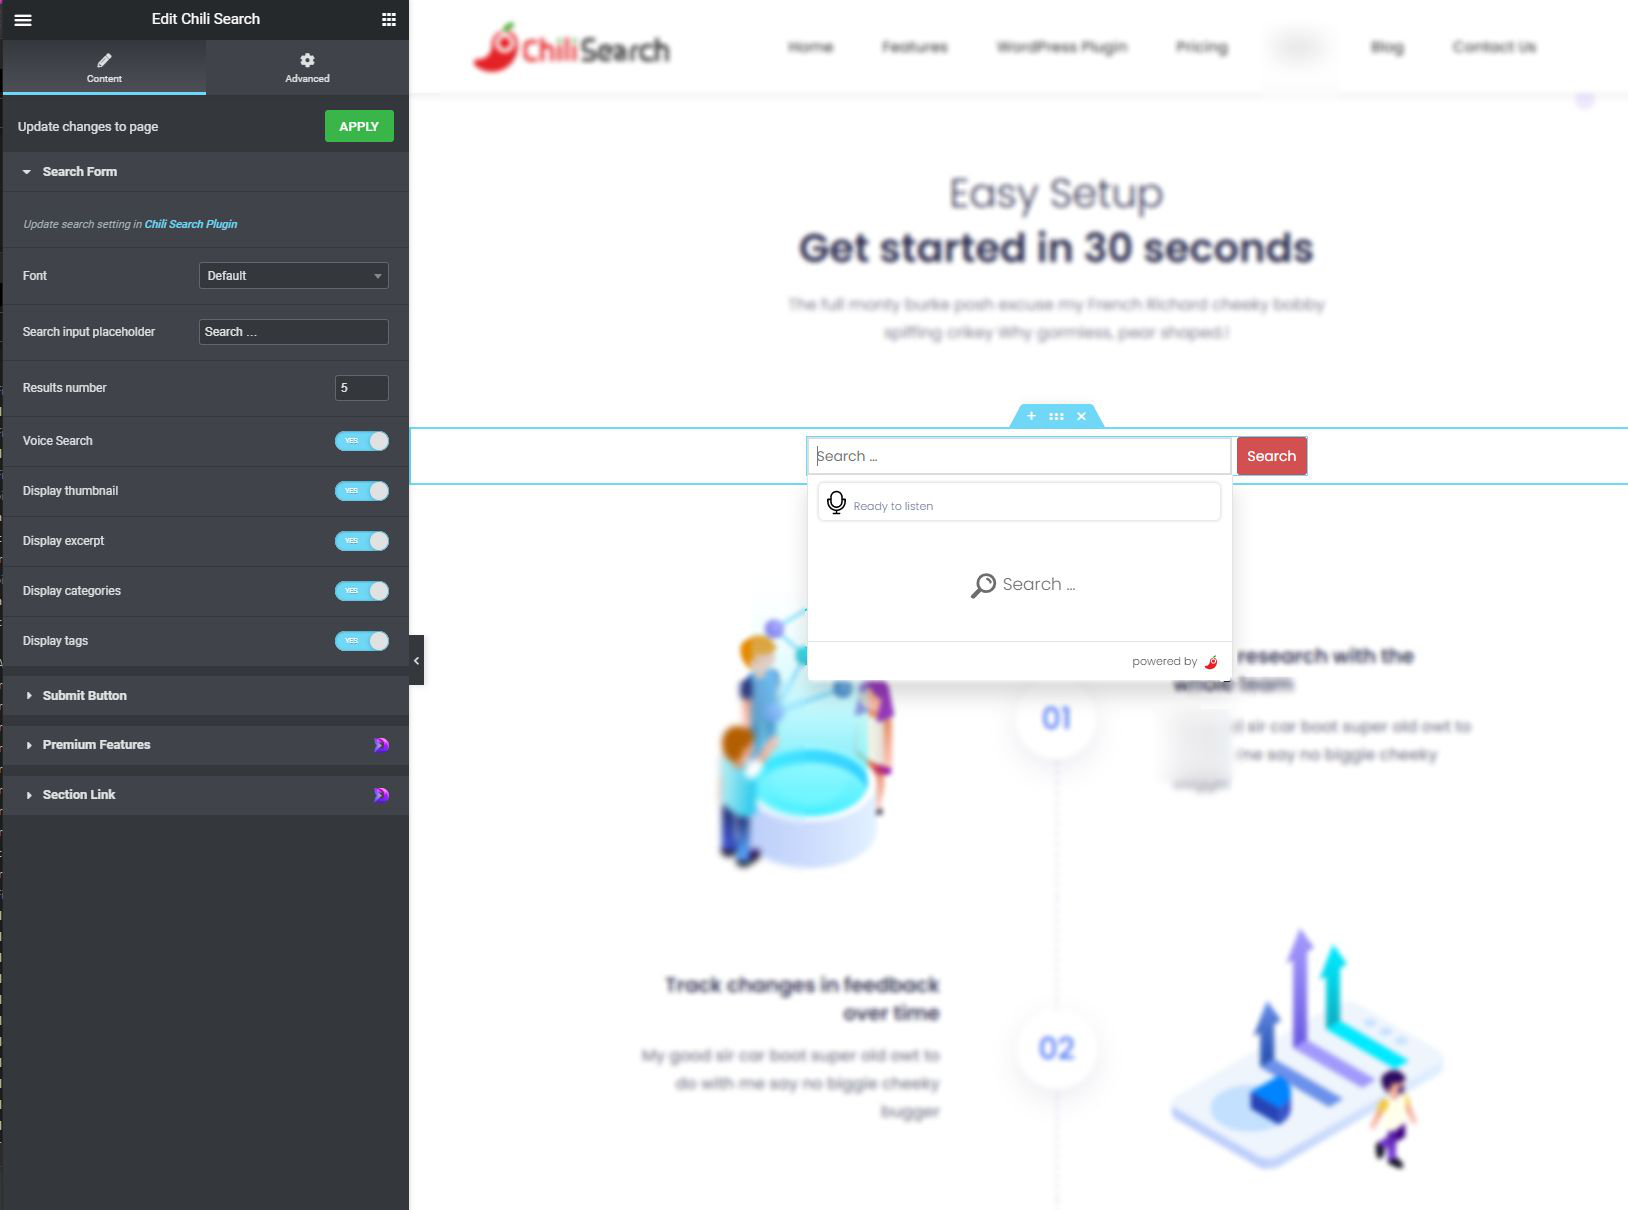 Edit Chili Search
Content
Advanced
Update changes to page
APPLY
Search Form
Update search setting in Chili Search Plugin
Font
Default
Search input placeholder
Search ...
Results number
5
Voice Search
YES
Display thumbnail
YES
Display excerpt
YES
Display categories
YES
Display tags
YES
Submit Button
Premium Features
Section Link
ChiliSearch
Home
Features
WordPress Plugin
Pricing
Blog
Contact Us
Easy Setup
Get started in 30 seconds
The full monty burke posh excuse my French Richard cheeky bobby
spiffing crikey Why gormless, pear shaped.!
Search ...
Search
Ready to listen
Search ...
powered by
research with the
whole team
01
sir car boot super old owt to
me say no biggie cheeky
bugger
Track changes in feedback
over time
My good sir car boot super old owt to
do with me say no biggie cheeky
bugger
02